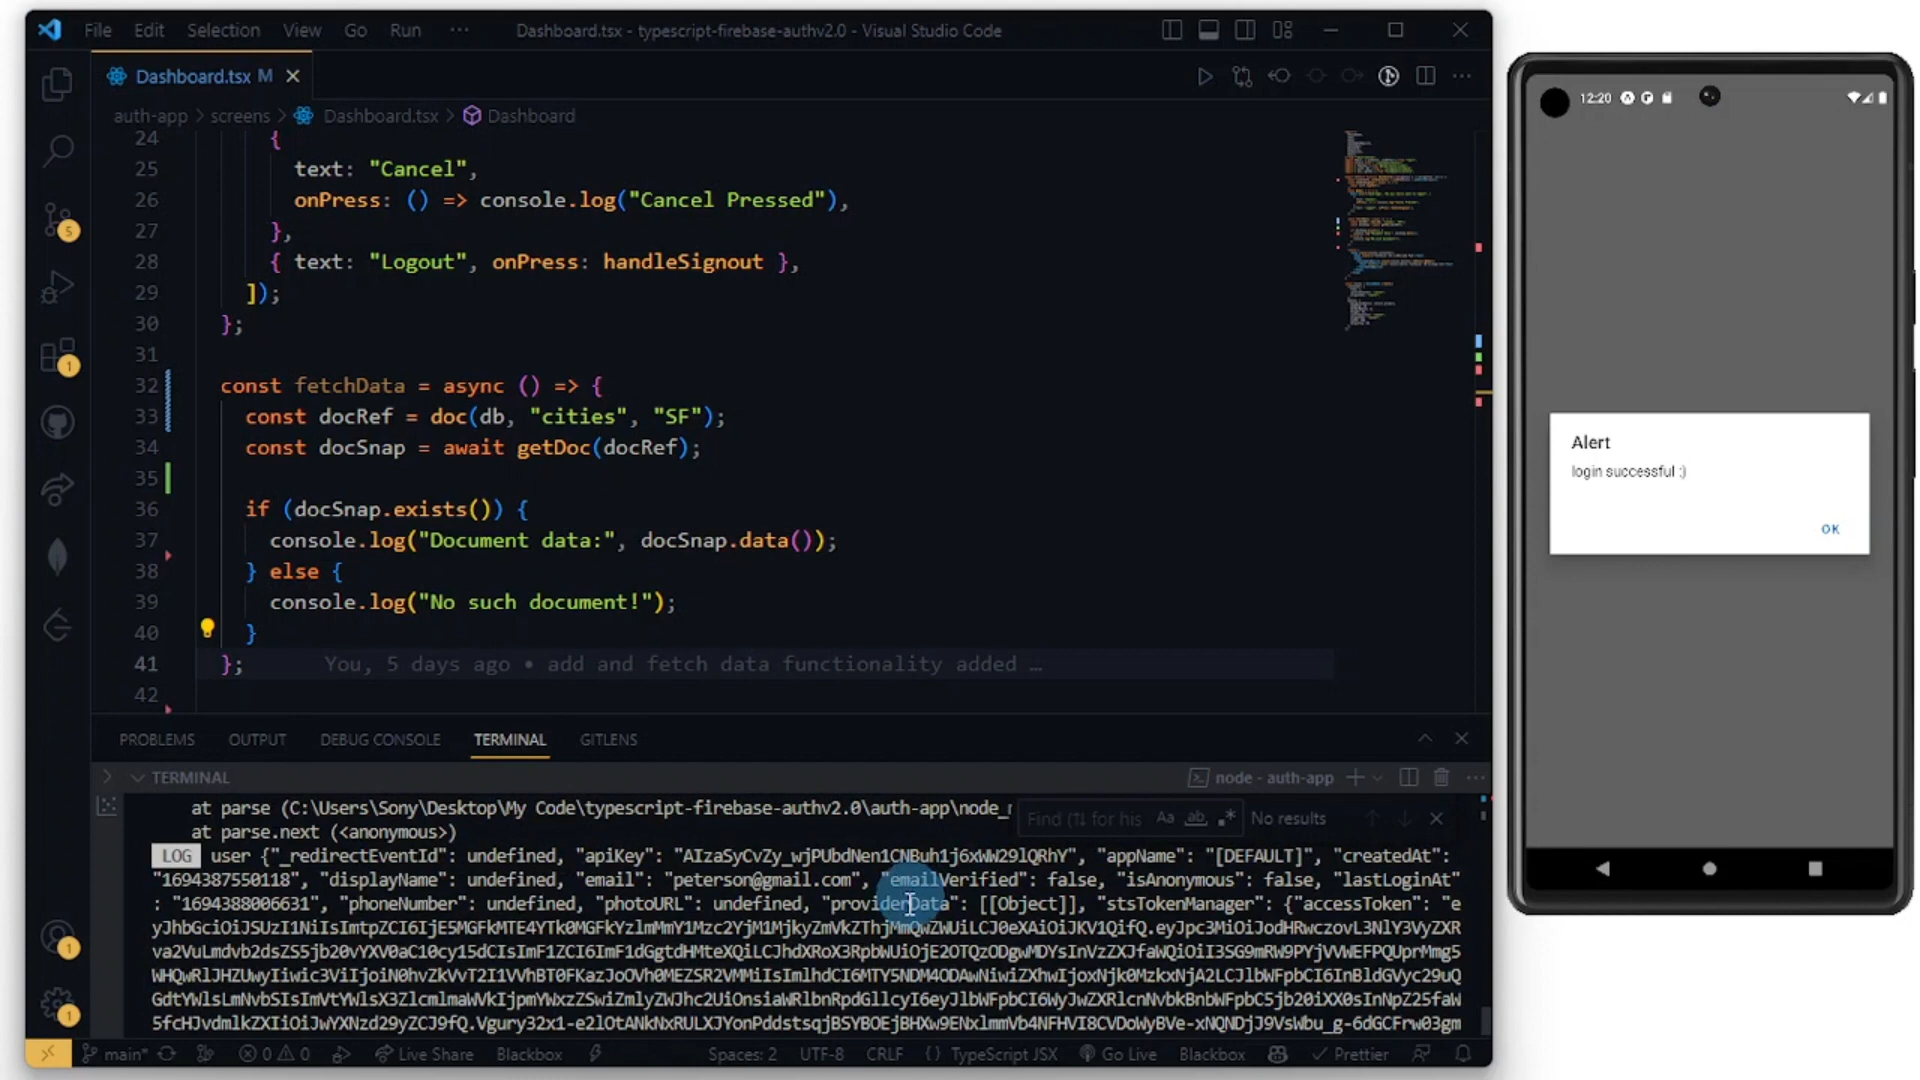 File Edit Selection View Go Run ··· Dashboard.tsx - typescript-firebase-authv2.0 - Visual Studio Code
Dashboard.tsx M
auth-app > screens > Dashboard.tsx > Dashboard
24 {
25 text: "Cancel",
26 onPress: () => console.log("Cancel Pressed"),
27 },
28 { text: "Logout", onPress: handleSignout },
29 ]);
30 };
31
32 const fetchData = async () => {
33 const docRef = doc(db, "cities", "SF");
34 const docSnap = await getDoc(docRef);
35
36 if (docSnap.exists()) {
37 console.log("Document data:", docSnap.data());
38 } else {
39 console.log("No such document!");
40 }
41 }; You, 5 days ago • add and fetch data functionality added …
42
5
1
1
1
PROBLEMS OUTPUT DEBUG CONSOLE TERMINAL GITLENS
TERMINAL node - auth-app
at parse (C:\Users\Sony\Desktop\My Code\typescript-firebase-authv2.0\auth-app\node_
Find (⇅ for his Aa ab .* No results
at parse.next (<anonymous>)
LOG user {"_redirectEventId": undefined, "apiKey": , "appName": "[DEFAULT]", "createdAt":
"1694387550118", "displayName": undefined, "email": "peterson@gmail.com", "emailVerified": false, "isAnonymous": false, "lastLoginAt"
: "1694388006631", "phoneNumber": undefined, "photoURL": undefined, "providerData": [[Object]], "stsTokenManager": {"accessToken": "e
main* 0 0 Live Share Blackbox Spaces: 2 UTF-8 CRLF {} TypeScript JSX Go Live Blackbox Prettier
12:20
Alert
login successful :)
OK